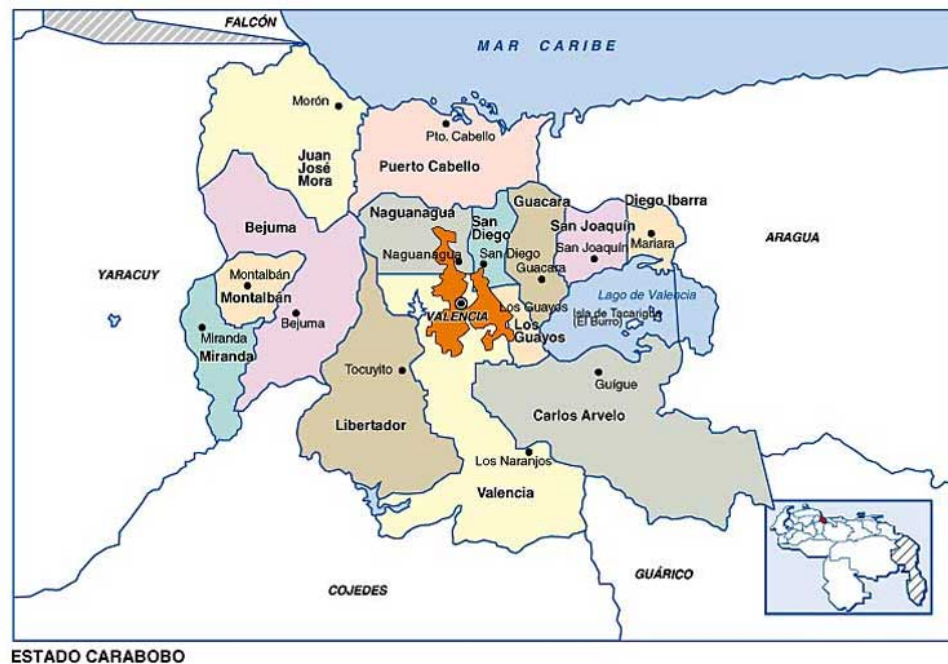 FALCÓN
MAR CARIBE
Morón
Pto. Cabello
Juan
José
Mora
Puerto Cabello
Guacara
Diego Ibarra
Naguanagua
San
Diego
San Joaquín
Bejuma
Mariara
ARAGUA
Naguanagua
San Diego
San Joaquín
YARACUY
Montalbán
Guacara
Montalbán
Lago de Valencia
VALENCIA
Los Guayos
Isla de Tacarigua
(El Burro)
Bejuma
Los
Guayos
Miranda
Miranda
Tocuyito
Guígue
Carlos Arvelo
Libertador
Los Naranjos
Valencia
COJEDES
GUÁRICO
ESTADO CARABOBO